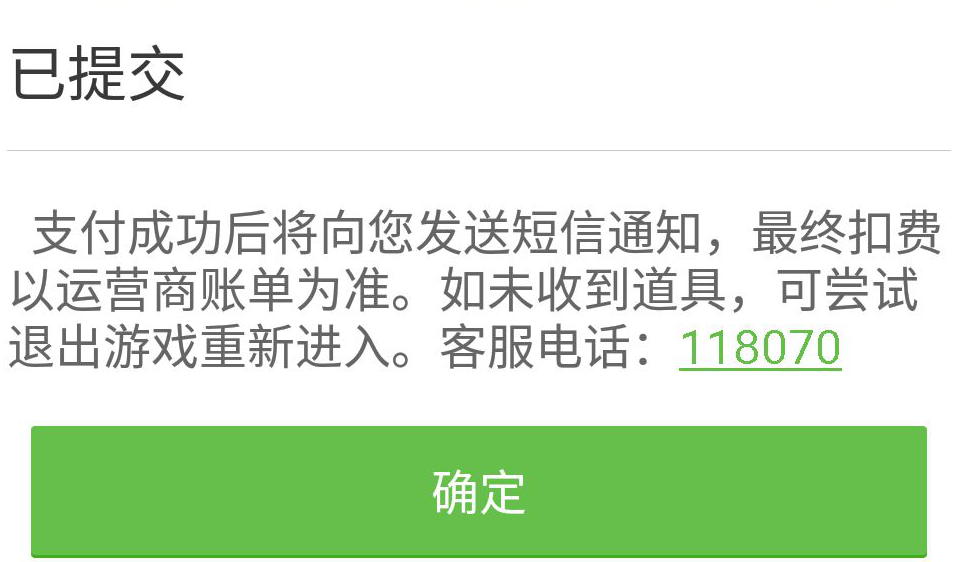 已提交
支付成功后将向您发送短信通知，最终扣费
以运营商账单为准。如未收到道具，可尝试
退出游戏重新进入。客服电话：118070
确定